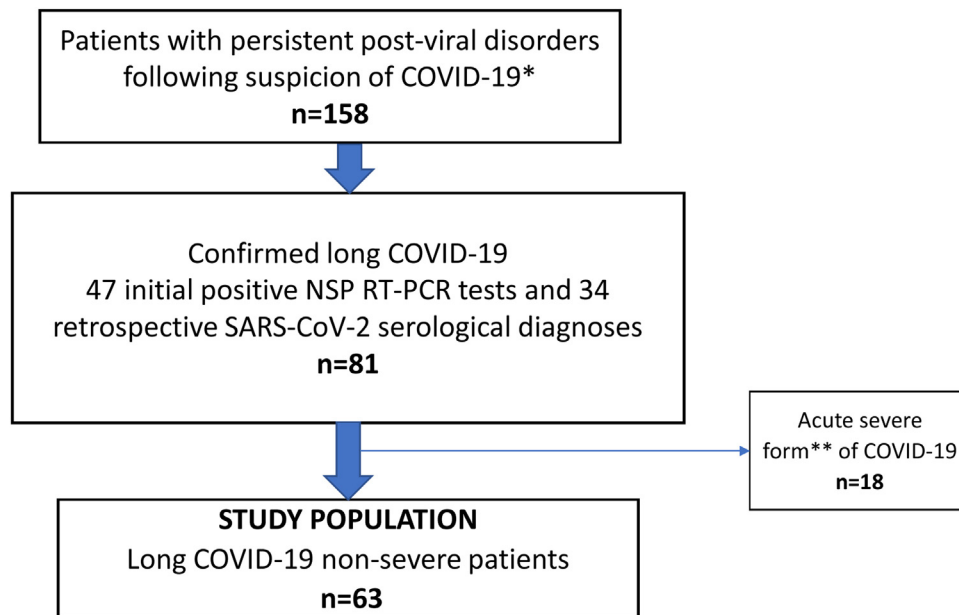 Patients with persistent post-viral disorders
following suspicion of COVID-19*
n=158
Confirmed long COVID-19
47 initial positive NSP RT-PCR tests and 34
retrospective SARS-CoV-2 serological diagnoses
n=81
Acute severe
form** of COVID-19
n=18
STUDY POPULATION
Long COVID-19 non-severe patients
n=63